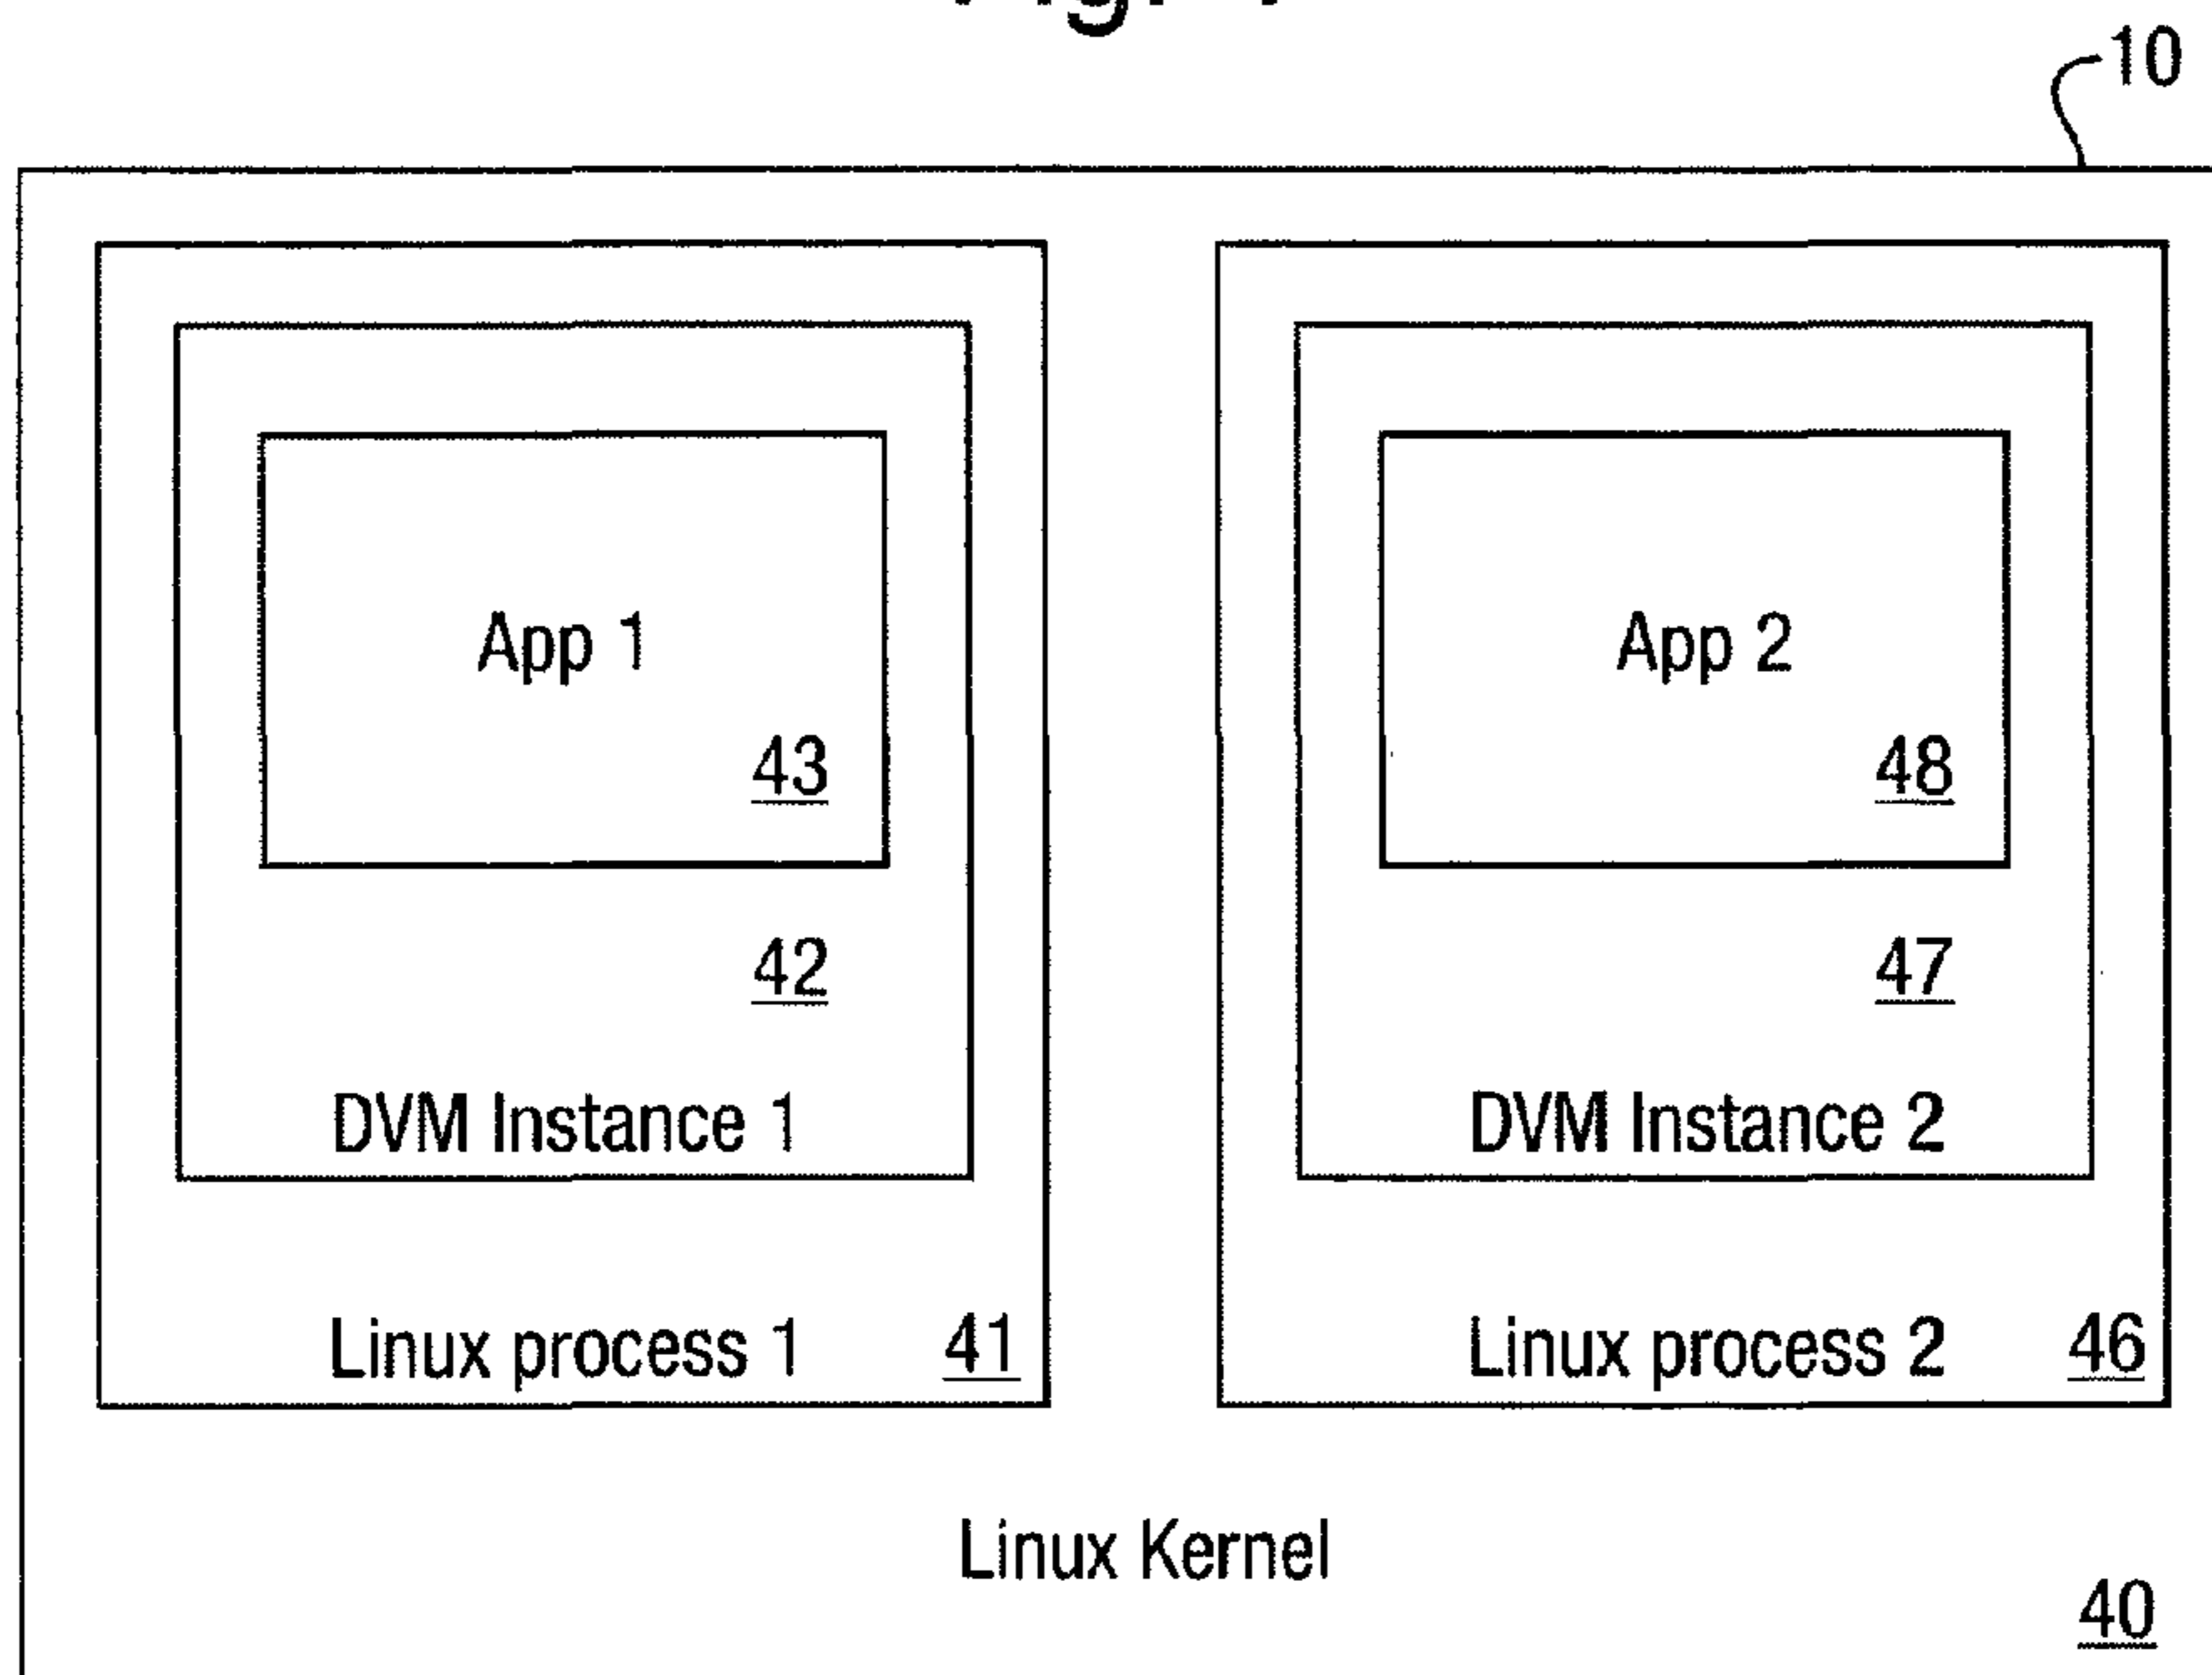 10
App 1
43
42
DVM Instance 1
Linux process 1
41
App 2
48
47
DVM Instance 2
Linux process 2
46
Linux Kernel
40